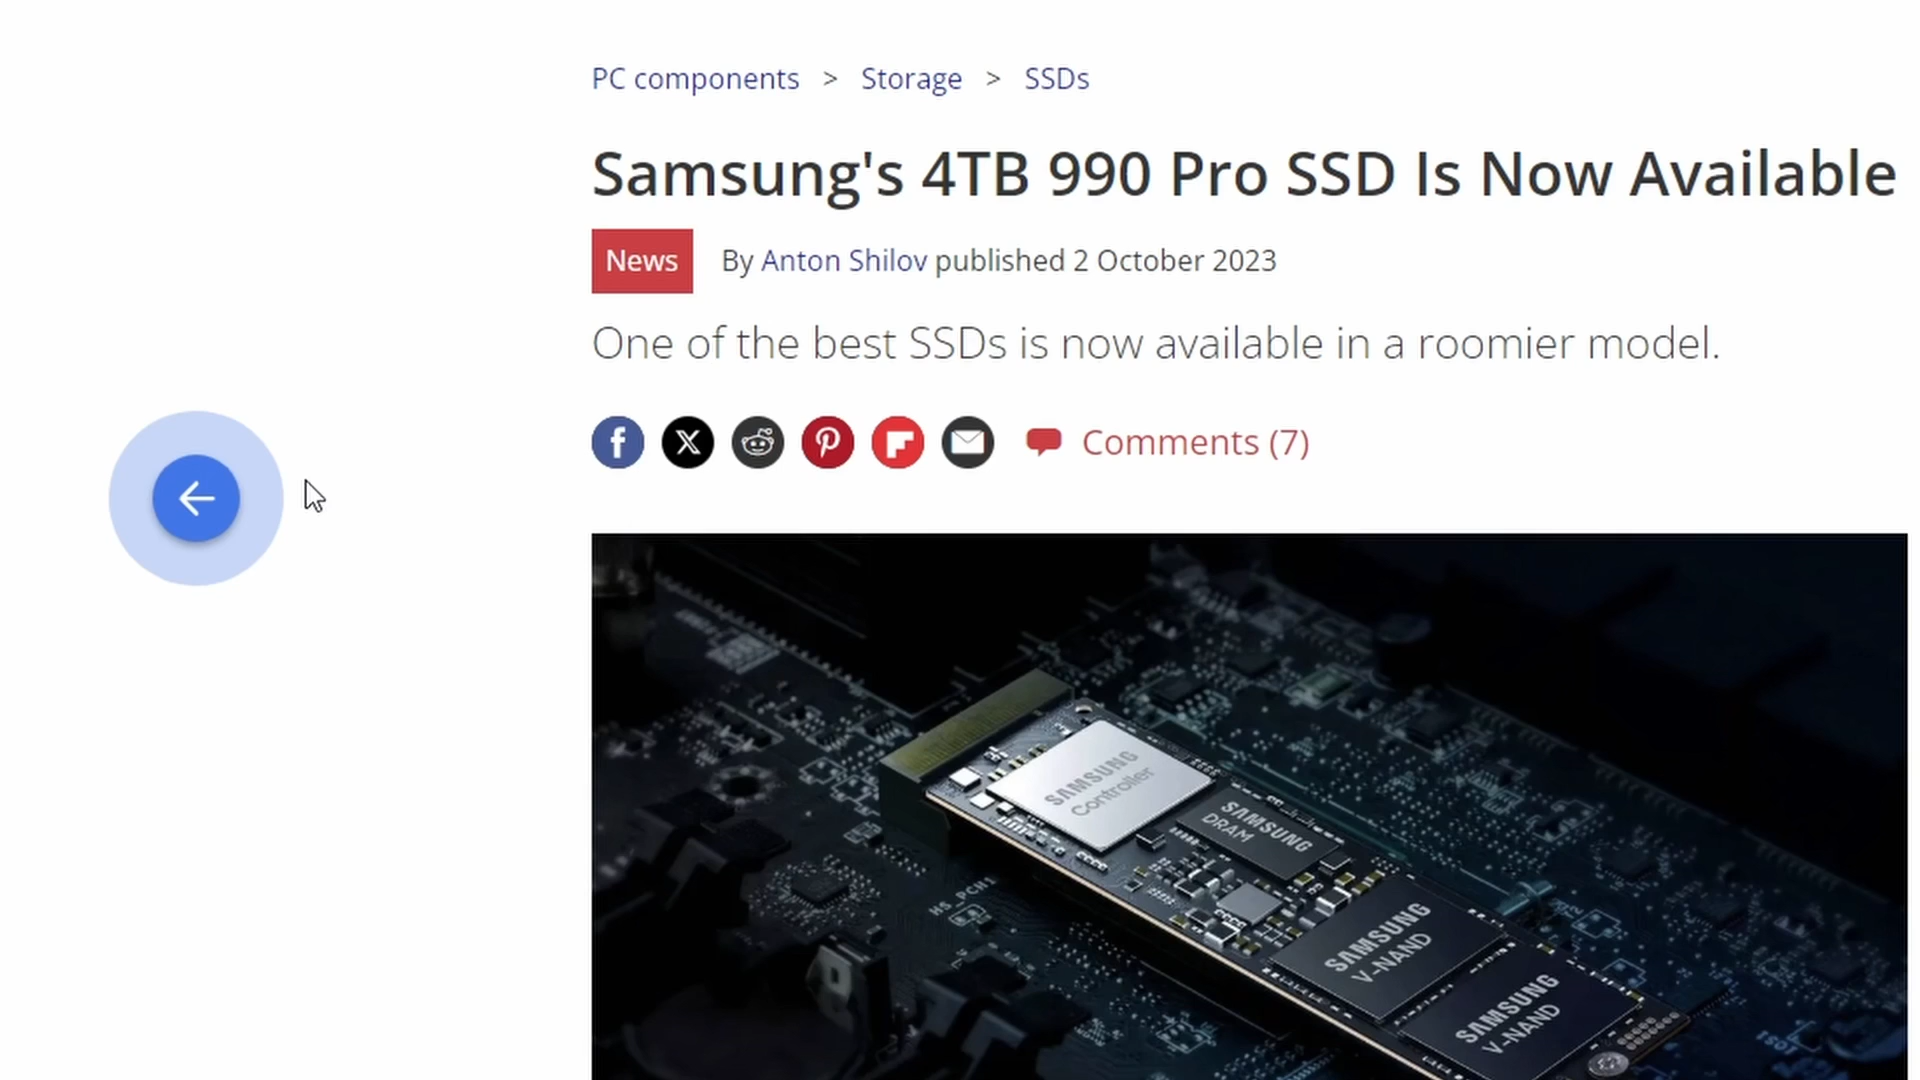 PC components > Storage > SSDs
Samsung's 4TB 990 Pro SSD Is Now Available
News By Anton Shilov published 2 October 2023
One of the best SSDs is now available in a roomier model.
Comments (7)
SAMSUNG
Controller
SAMSUNG
DRAM
HS_PCH1
SAMSUNG
V-NAND
SAMSUNG
V-NAND